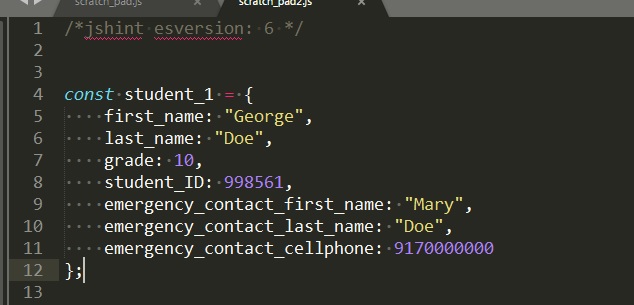 scratch_pad.js x scratch_pad2.js x
1 /*jshint esversion: 6 */
2
3
4 const student_1 = {
5 first_name: "George",
6 last_name: "Doe",
7 grade: 10,
8 student_ID: 998561,
9 emergency_contact_first_name: "Mary",
10 emergency_contact_last_name: "Doe",
11 emergency_contact_cellphone: 9170000000
12 };
13